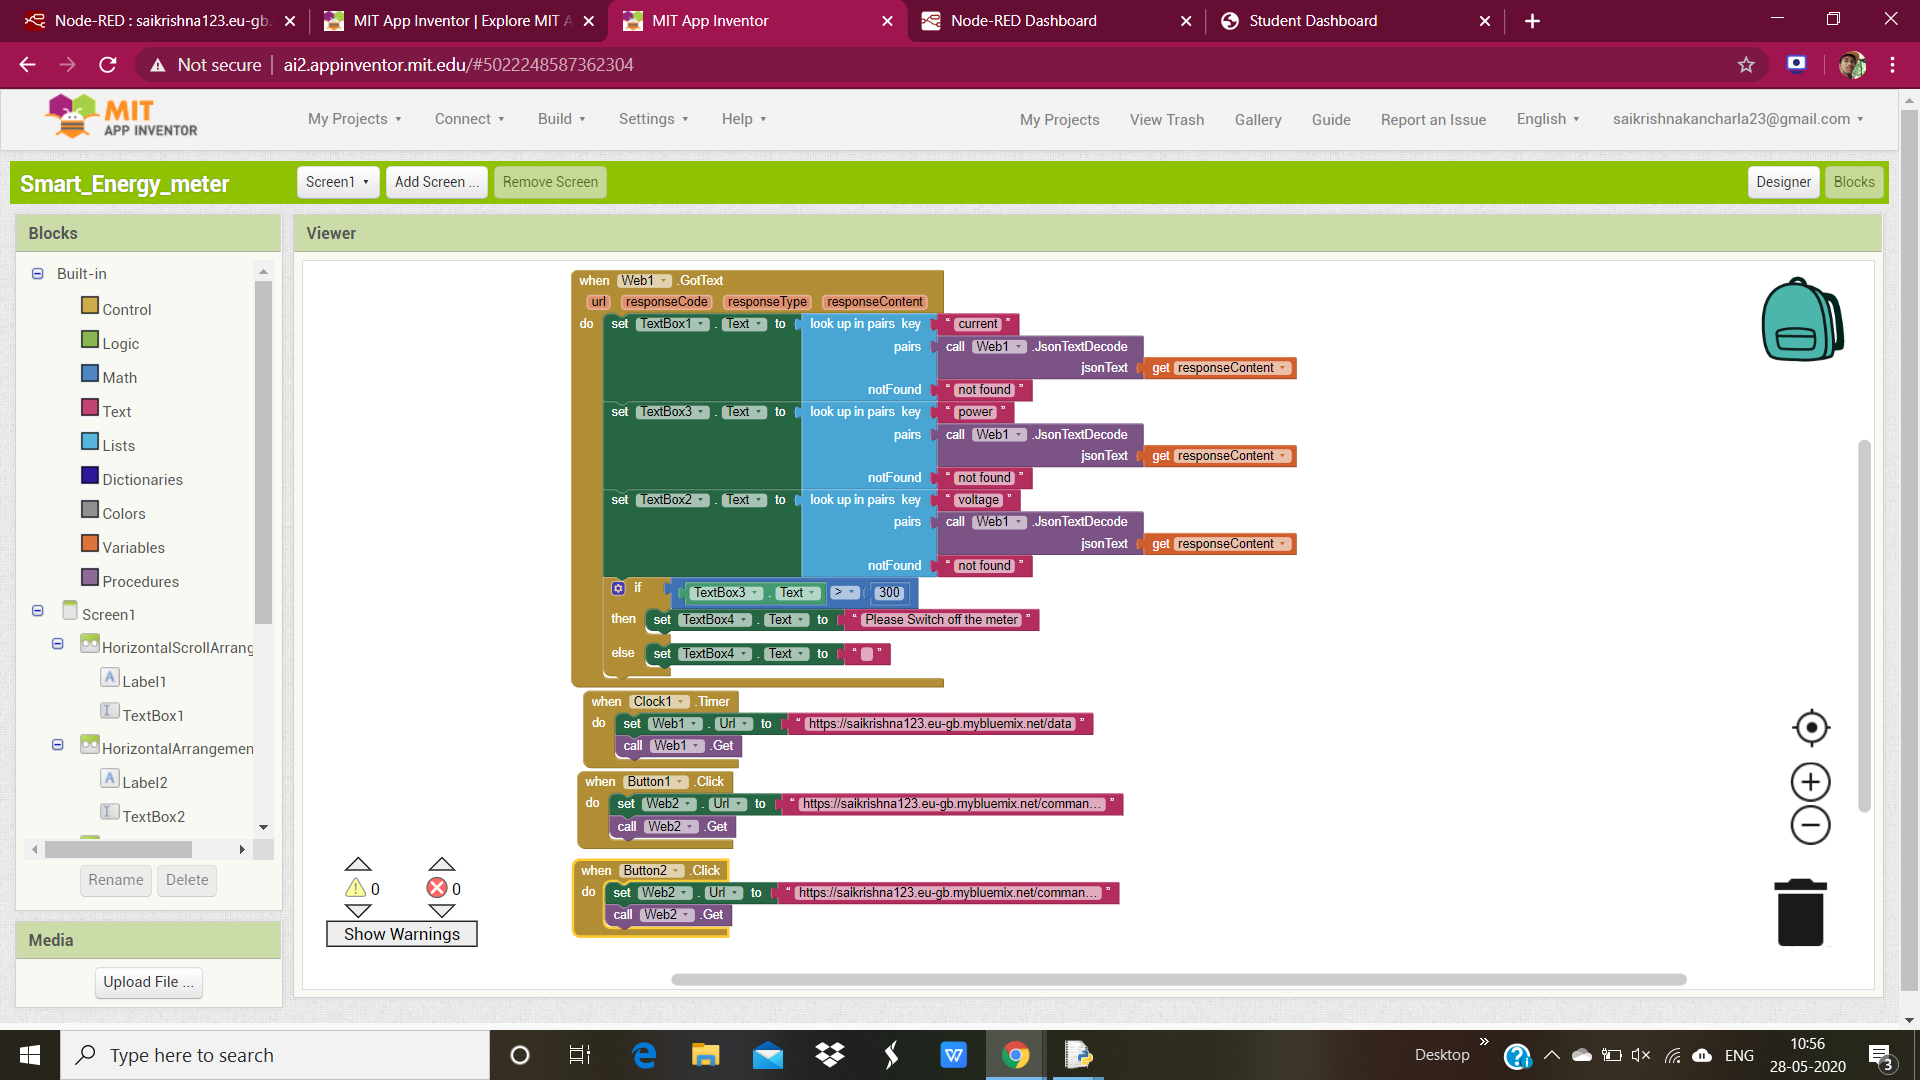 Node-RED : saikrishna123.eu-gb.
MIT App Inventor | Explore MIT A
MIT App Inventor
Node-RED Dashboard
Student Dashboard
Not secure | ai2.appinventor.mit.edu/#5022248587362304
MIT
APP INVENTOR
My Projects
Connect
Build
Settings
Help
My Projects
View Trash
Gallery
Guide
Report an Issue
English
saikrishnakancharla23@gmail.com
Smart_Energy_meter
Screen1
Add Screen ...
Remove Screen
Designer
Blocks
Blocks
Built-in
Control
Logic
Math
Text
Lists
Dictionaries
Colors
Variables
Procedures
Screen1
HorizontalScrollArrang
Label1
TextBox1
HorizontalArrangemen
Label2
TextBox2
Rename
Delete
Media
Upload File ...
Viewer
when Web1 .GotText
url responseCode responseType responseContent
do set TextBox1 . Text to look up in pairs key " current "
pairs call Web1 .JsonTextDecode
jsonText get responseContent
notFound " not found "
set TextBox3 . Text to look up in pairs key " power "
pairs call Web1 .JsonTextDecode
jsonText get responseContent
notFound " not found "
set TextBox2 . Text to look up in pairs key " voltage "
pairs call Web1 .JsonTextDecode
jsonText get responseContent
notFound " not found "
if TextBox3 . Text > 300
then set TextBox4 . Text to " Please Switch off the meter "
else set TextBox4 . Text to " "
when Clock1 .Timer
do set Web1 . Url to " https://saikrishna123.eu-gb.mybluemix.net/data "
call Web1 .Get
when Button1 .Click
do set Web2 . Url to " https://saikrishna123.eu-gb.mybluemix.net/comman... "
call Web2 .Get
when Button2 .Click
do set Web2 . Url to " https://saikrishna123.eu-gb.mybluemix.net/comman... "
call Web2 .Get
0
0
Show Warnings
Type here to search
Desktop
ENG
10:56
28-05-2020
3